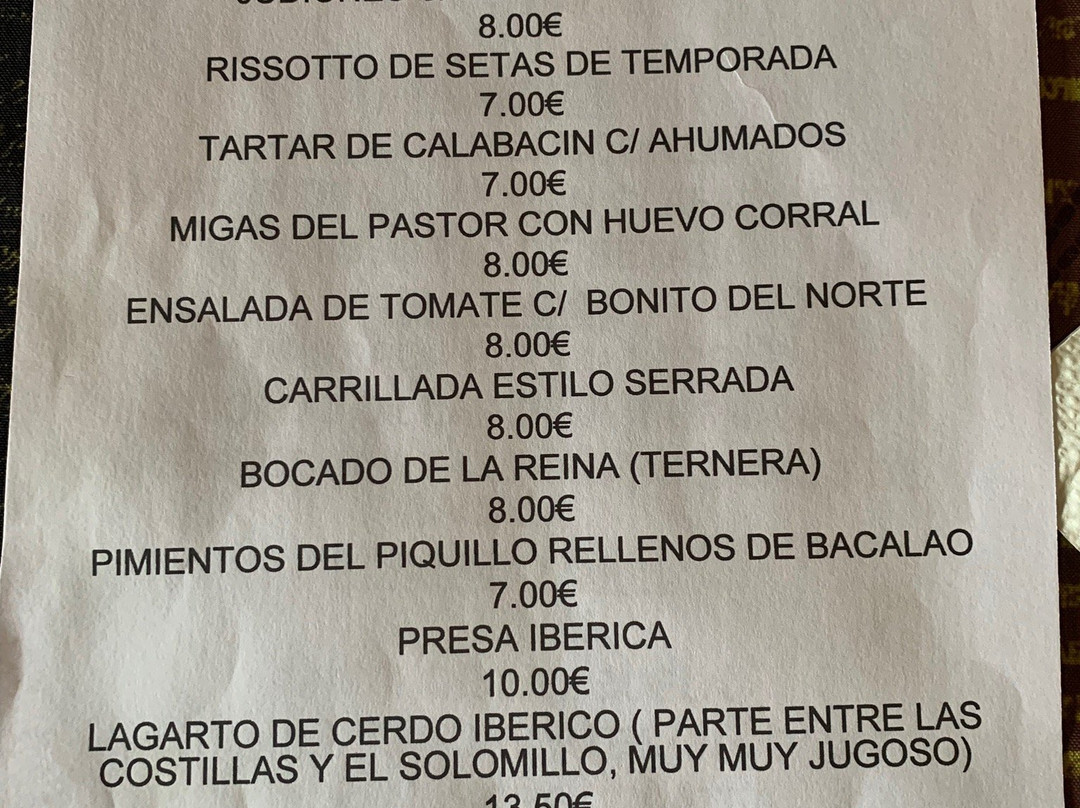 8.00€
RISSOTTO DE SETAS DE TEMPORADA
7.00€
TARTAR DE CALABACIN C/ AHUMADOS
7.00€
MIGAS DEL PASTOR CON HUEVO CORRAL
8.00€
ENSALADA DE TOMATE C/ BONITO DEL NORTE
8.00€
CARRILLADA ESTILO SERRADA
8.00€
BOCADO DE LA REINA (TERNERA)
8.00€
PIMIENTOS DEL PIQUILLO RELLENOS DE BACALAO
7.00€
PRESA IBERICA
10.00€
LAGARTO DE CERDO IBERICO ( PARTE ENTRE LAS
COSTILLAS Y EL SOLOMILLO, MUY MUY JUGOSO)
13.50€